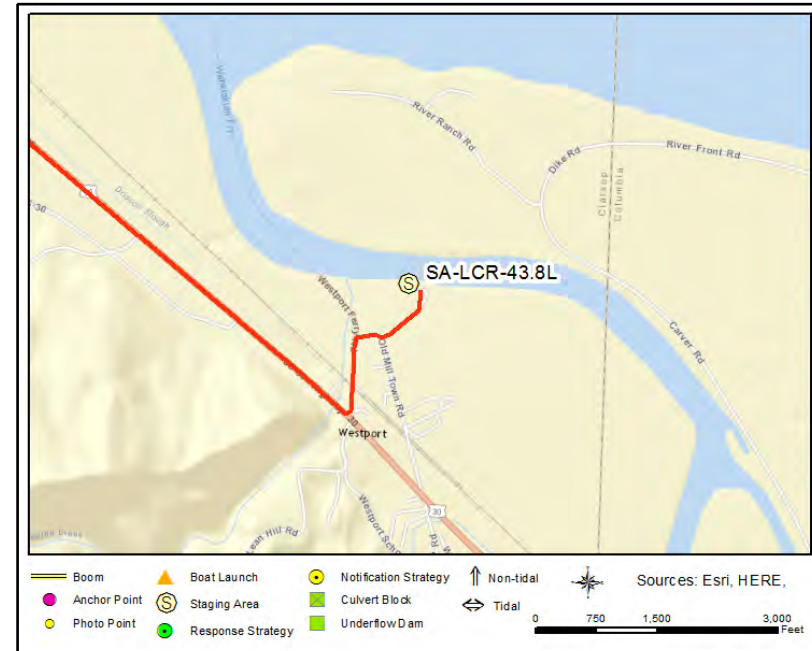 Wahkiakum Fry
River Ranch Rd
Dike Rd
River Front Rd
Clatsop
Columbia
Driscoll Slough
SA-LCR-43.8L
S
Westport Ferry
Old Mill Town Rd
Carver Rd
30
Westport
30
Westport
Rd
Boom
Boat Launch
Notification Strategy
Non-tidal
Sources: Esri, HERE,
Anchor Point
S
Staging Area
Culvert Block
Tidal
Photo Point
Response Strategy
Underflow Dam
0 750 1,500 3,000
Feet